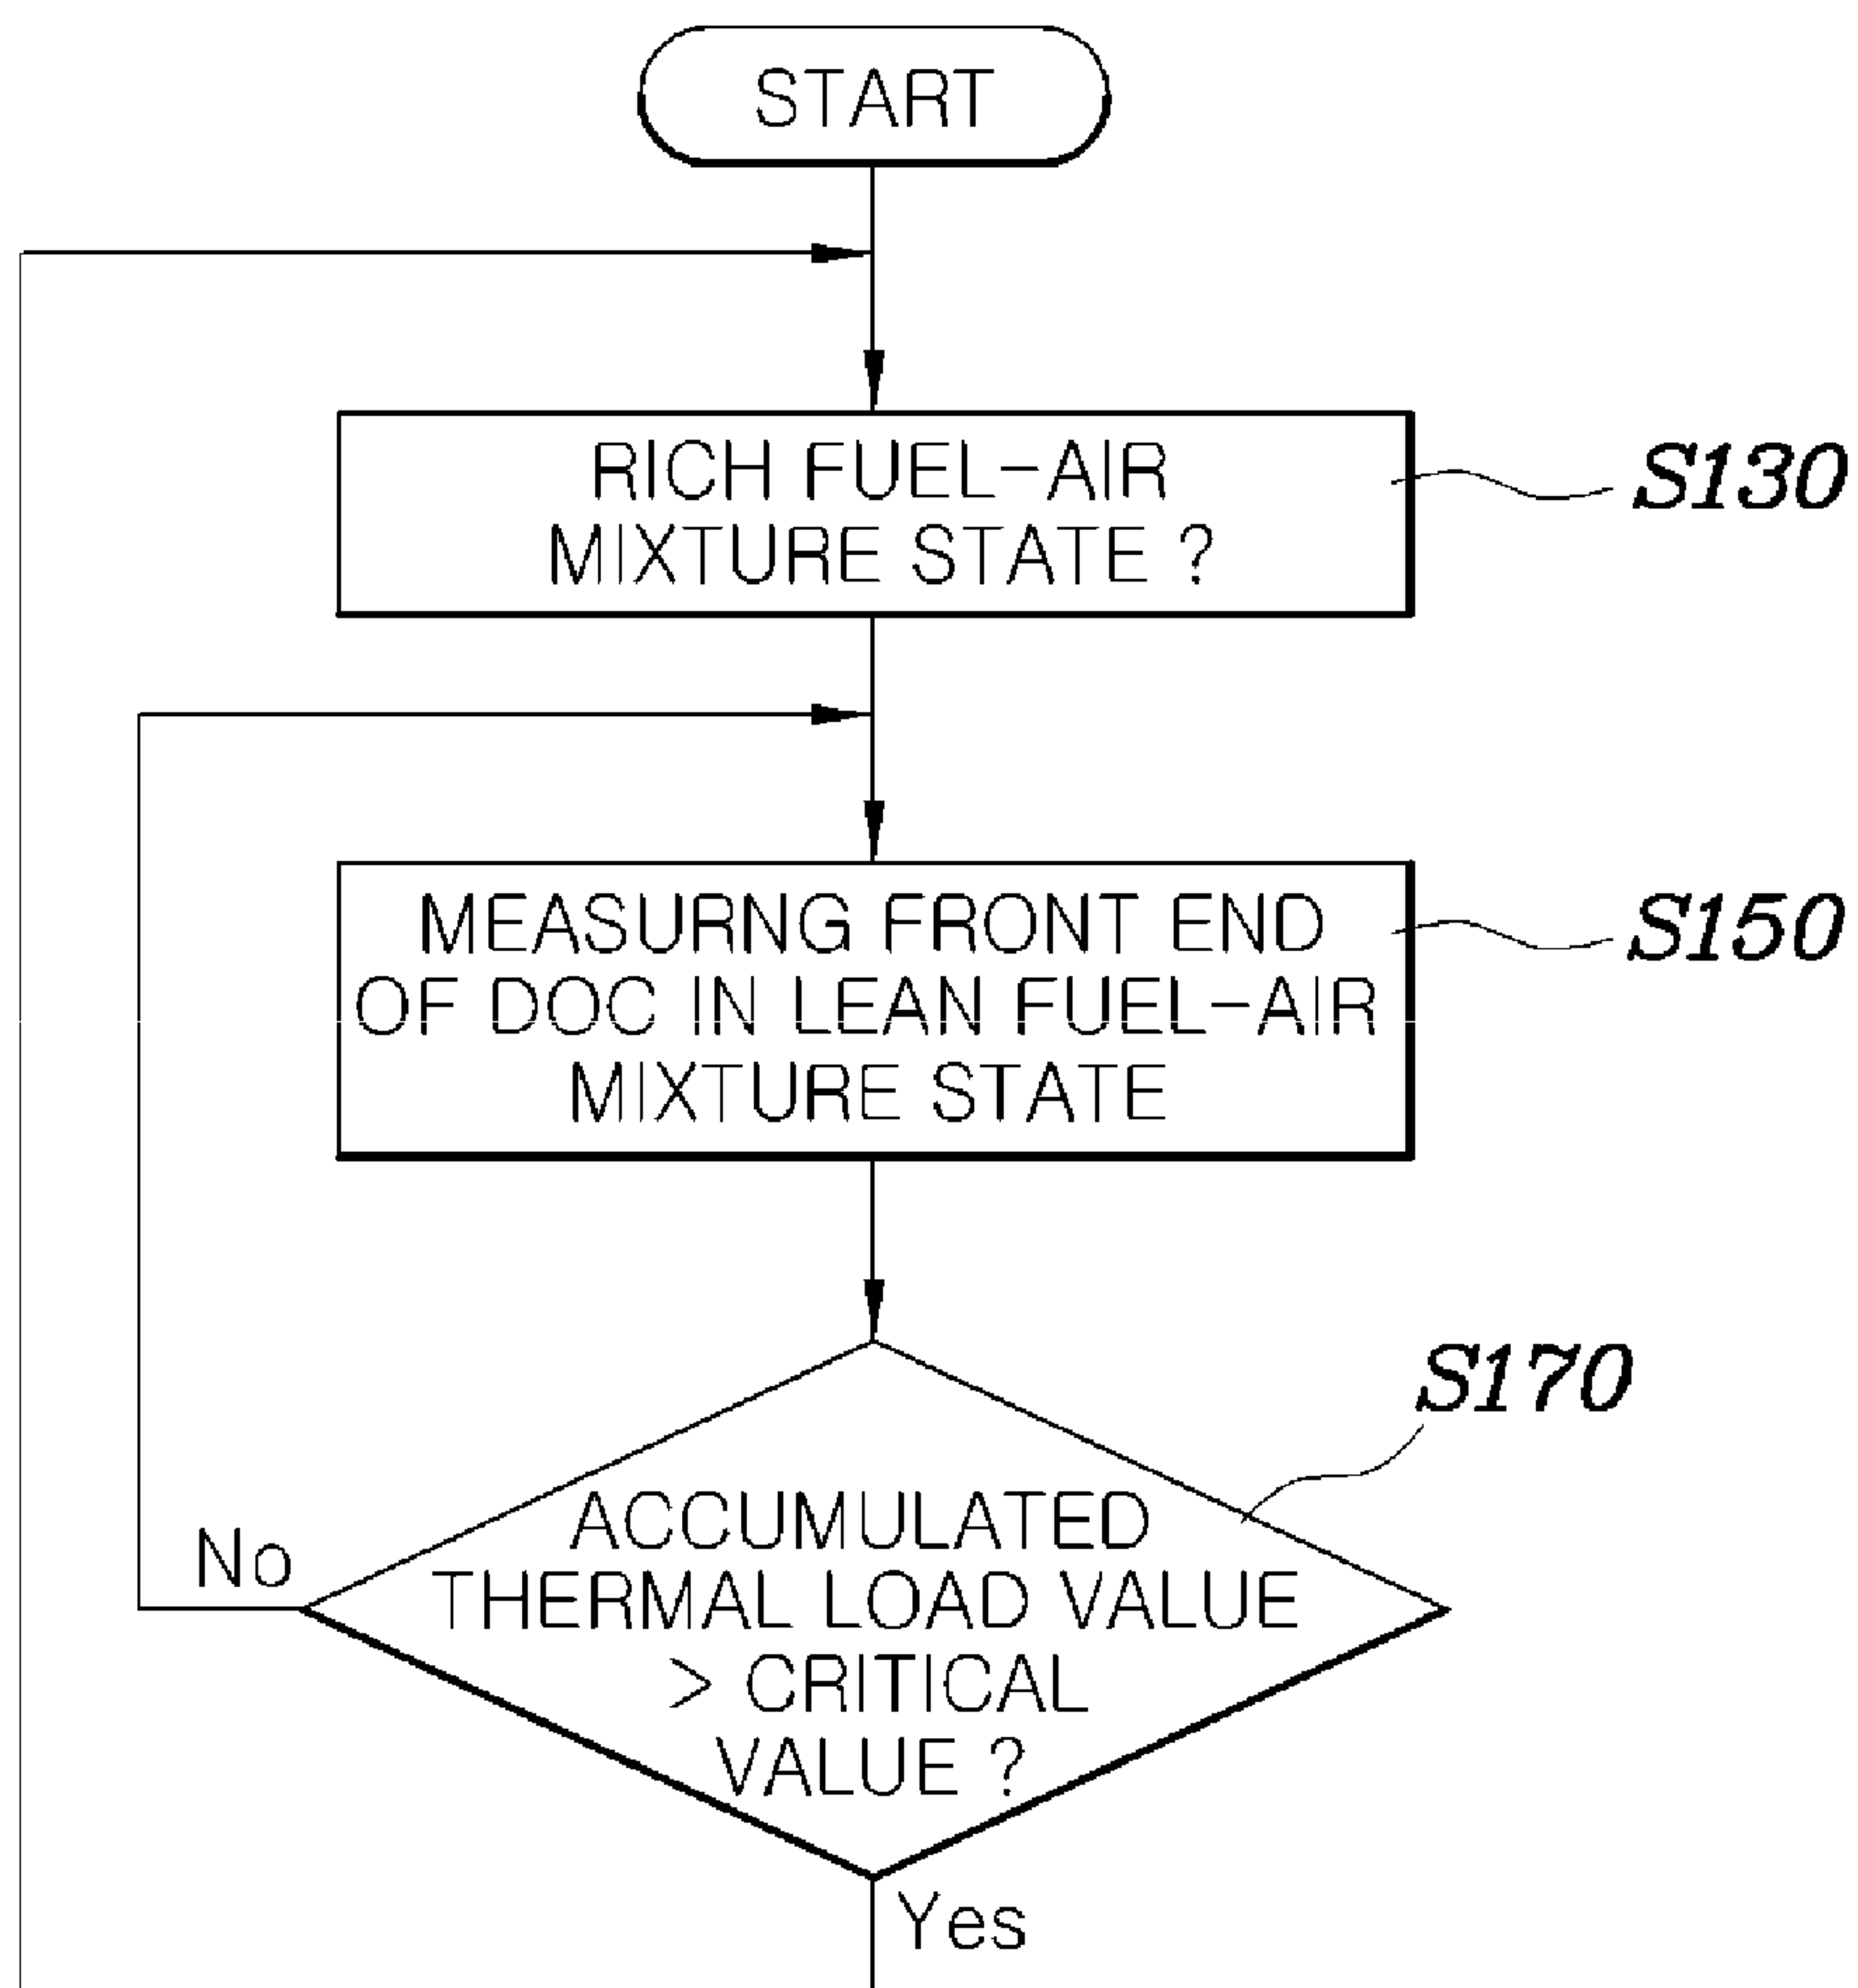 START
RICH FUEL-AIR
MIXTURE STATE ?
S130
MEASURNG FRONT END
OF DOC IN LEAN FUEL-AIR
MIXTURE STATE
S150
S170
ACCUMULATED
THERMAL LOAD VALUE
> CRITICAL
VALUE ?
No
Yes